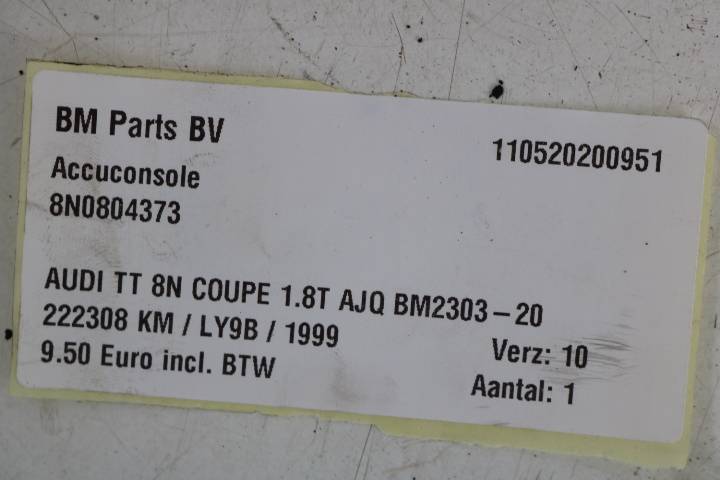 BM Parts BV
110520200951
Accuconsole
8N0804373
AUDI TT 8N COUPE 1.8T AJQ BM2303-20
222308 KM / LY9B / 1999
Verz: 10
9.50 Euro incl. BTW
Aantal: 1